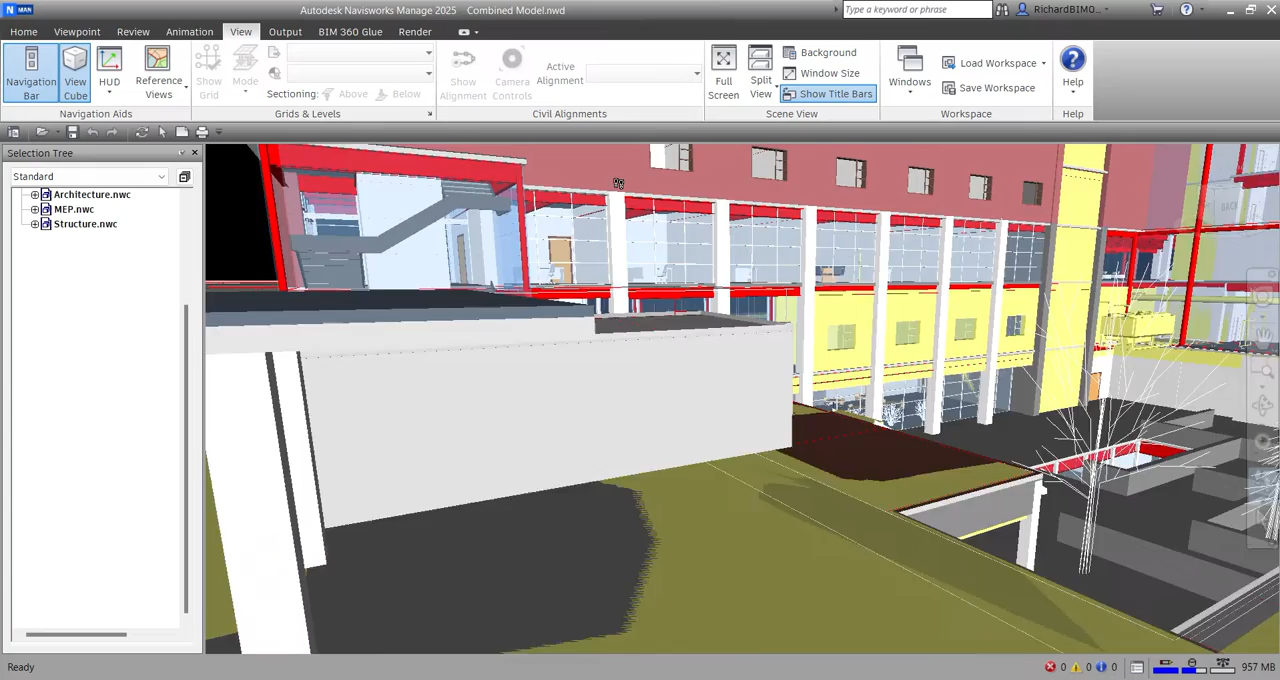 MAN
Autodesk Navisworks Manage 2025 Combined Model.nwd
Type a keyword or phrase
RichardBIMO...
Home Viewpoint Review Animation View Output BIM 360 Glue Render
Navigation Bar
View Cube
HUD
Reference Views
Navigation Aids
Show Grid
Mode
Sectioning: Above Below
Grids & Levels
Show Alignment
Camera Controls
Active Alignment
Civil Alignments
Full Screen
Split View
Background
Window Size
Show Title Bars
Scene View
Windows
Load Workspace
Save Workspace
Workspace
Help
Help
Selection Tree
Standard
Architecture.nwc
MEP.nwc
Structure.nwc
BACK
Ready
0 0 0 957 MB